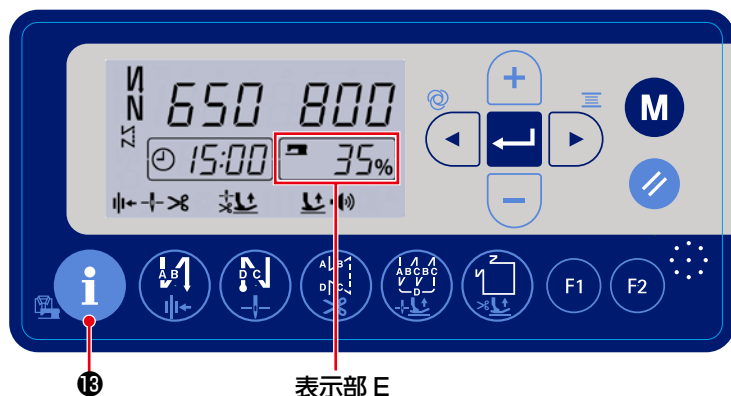 650 800
15:00 35%
M
i
A B
D C
A B
D C
A B C B C
D
F1 F2
⓭
表示部 E